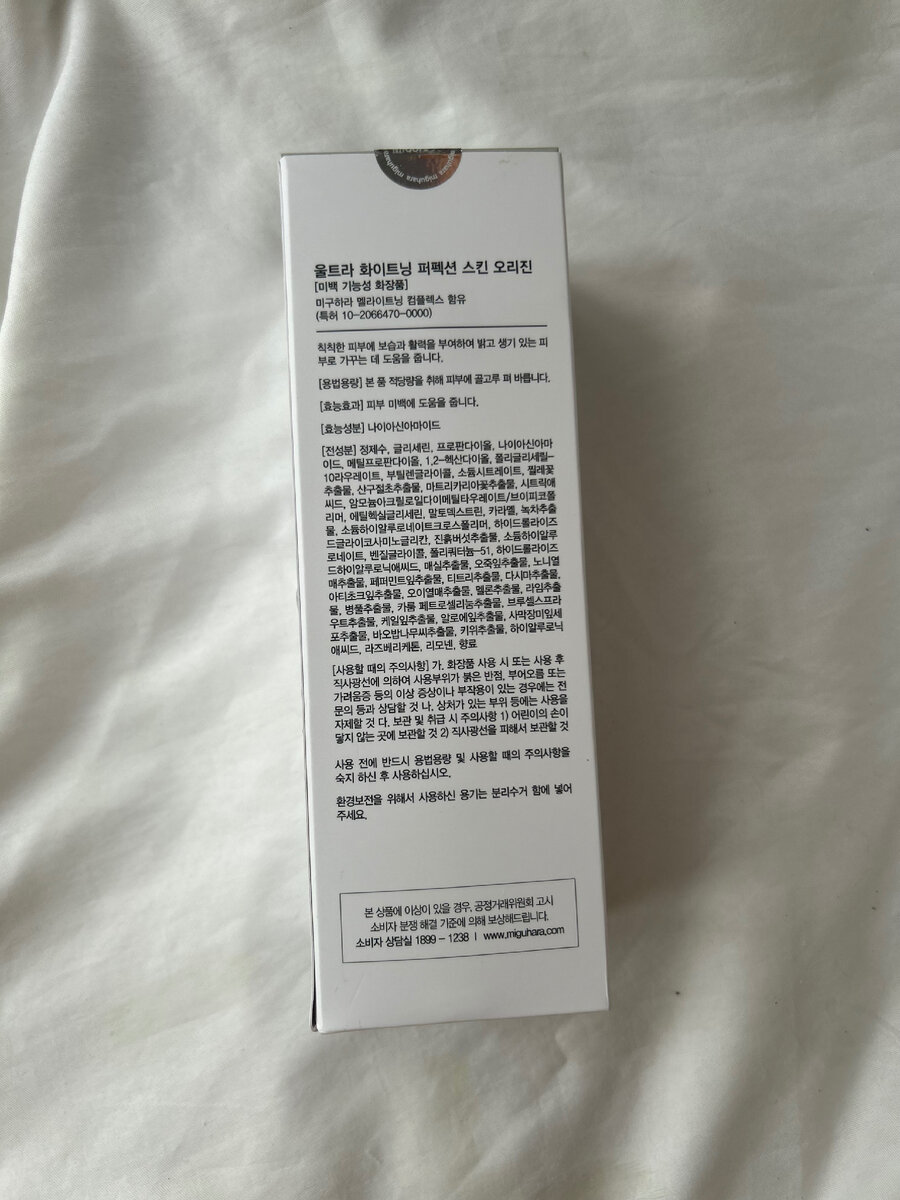 miguhara miguhara miguham
울트라 화이트닝 퍼펙션 스킨 오리진
[미백 기능성 화장품]
미구하라 멜라이트닝 컴플렉스 함유
(특허 10-2066470-0000)
칙칙한 피부에 보습과 활력을 부여하여 밝고 생기 있는 피
부로 가꾸는 데 도움을 줍니다.
[용법용량] 본 품 적당량을 취해 피부에 골고루 펴 바릅니다.
[효능효과] 피부 미백에 도움을 줍니다.
[효능성분] 나이아신아마이드
[전성분] 정제수, 글리세린, 프로판다이올, 나이아신아마
이드, 메틸프로판다이올, 1,2-헥산다이올, 폴리글리세릴-
10라우레이트, 부틸렌글라이콜, 소듐시트레이트, 찔레꽃
추출물, 산구절초추출물, 마트리카리아꽃추출물, 시트릭애
씨드, 암모늄아크릴로일다이메틸타우레이트/브이피코폴
리머, 에틸헥실글리세린, 말토덱스트린, 카라멜, 녹차추출
물, 소듐하이알루로네이트크로스폴리머, 하이드롤라이즈
드글라이코사미노글리칸, 진흙버섯추출물, 소듐하이알루
로네이트, 벤질글라이콜, 폴리쿼터늄-51, 하이드롤라이즈
드하이알루로닉애씨드, 매실추출물, 오죽잎추출물, 노니열
매추출물, 페퍼민트잎추출물, 티트리추출물, 다시마추출물,
아티초크잎추출물, 오이열매추출물, 멜론추출물, 라임추출
물, 병풀추출물, 카룸 페트로셀리눔추출물, 브루셀스프라
우트추출물, 케일잎추출물, 알로에잎추출물, 사막장미잎세
포추출물, 바오밥나무씨추출물, 키위추출물, 하이알루로닉
애씨드, 라즈베리케톤, 리모넨, 향료
[사용할 때의 주의사항] 가. 화장품 사용 시 또는 사용 후
직사광선에 의하여 사용부위가 붉은 반점, 부어오름 또는
가려움증 등의 이상 증상이나 부작용이 있는 경우에는 전
문의 등과 상담할 것 나. 상처가 있는 부위 등에는 사용을
자제할 것 다. 보관 및 취급 시 주의사항 1) 어린이의 손이
닿지 않는 곳에 보관할 것 2) 직사광선을 피해서 보관할 것
사용 전에 반드시 용법용량 및 사용할 때의 주의사항을
숙지 하신 후 사용하십시오.
환경보전을 위해서 사용하신 용기는 분리수거 함에 넣어
주세요.
본 상품에 이상이 있을 경우, 공정거래위원회 고시
소비자 분쟁 해결 기준에 의해 보상해드립니다.
소비자 상담실 1899 - 1238 | www.miguhara.com